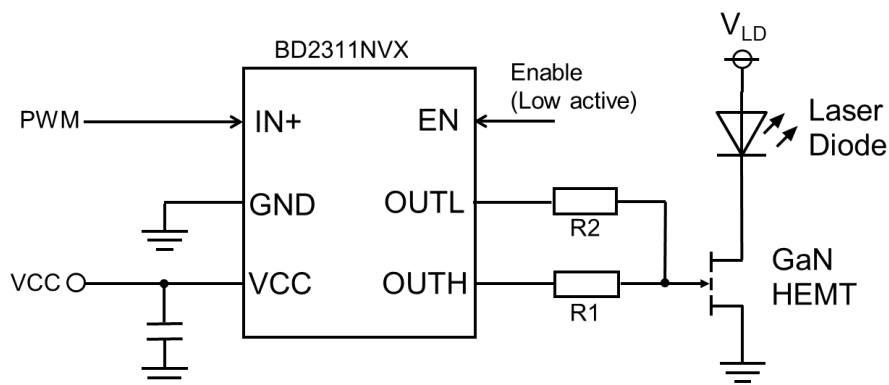 BD2311NVX
V_LD
PWM
IN+
EN
Enable
(Low active)
Laser
Diode
GND
OUTL
R2
VCC
VCC
OUTH
R1
GaN
HEMT